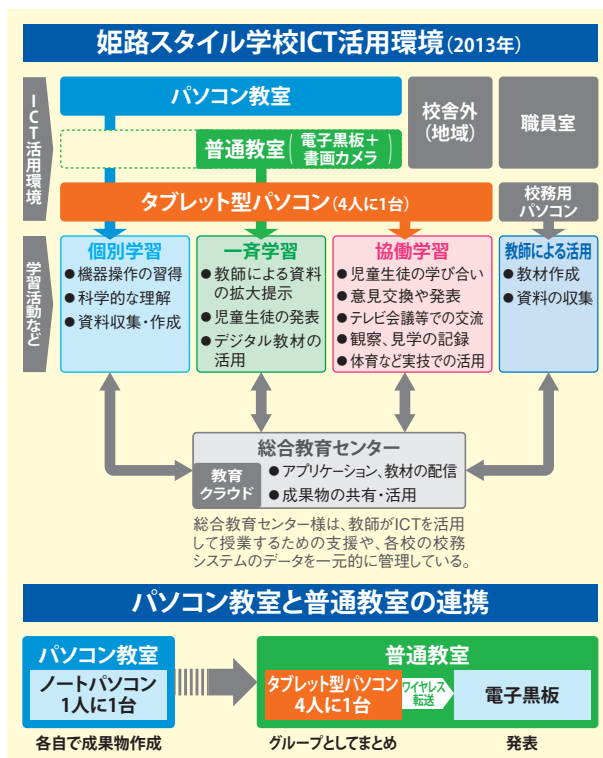 姫路スタイル学校ICT活用環境(2013年)
ICT活用環境
パソコン教室
校舎外
(地域)
職員室
普通教室(電子黒板+
書画カメラ)
タブレット型パソコン(4人に1台)
校務用
パソコン
学習活動など
個別学習
●機器操作の習得
●科学的な理解
●資料収集・作成
一斉学習
●教師による資料
の拡大提示
●児童生徒の発表
●デジタル教材の
活用
協働学習
●児童生徒の学び合い
●意見交換や発表
●テレビ会議等での交流
●観察、見学の記録
●体育など実技での活用
教師による活用
●教材作成
●資料の収集
総合教育センター
教育
クラウド
●アプリケーション、教材の配信
●成果物の共有・活用
総合教育センター様は、教師がICTを活用
して授業するための支援や、各校の校務
システムのデータを一元的に管理している。
パソコン教室と普通教室の連携
パソコン教室
ノートパソコン
1人に1台
各自で成果物作成
普通教室
タブレット型パソコン
4人に1台
ワイヤレス
転送
電子黒板
グループとしてまとめ
発表